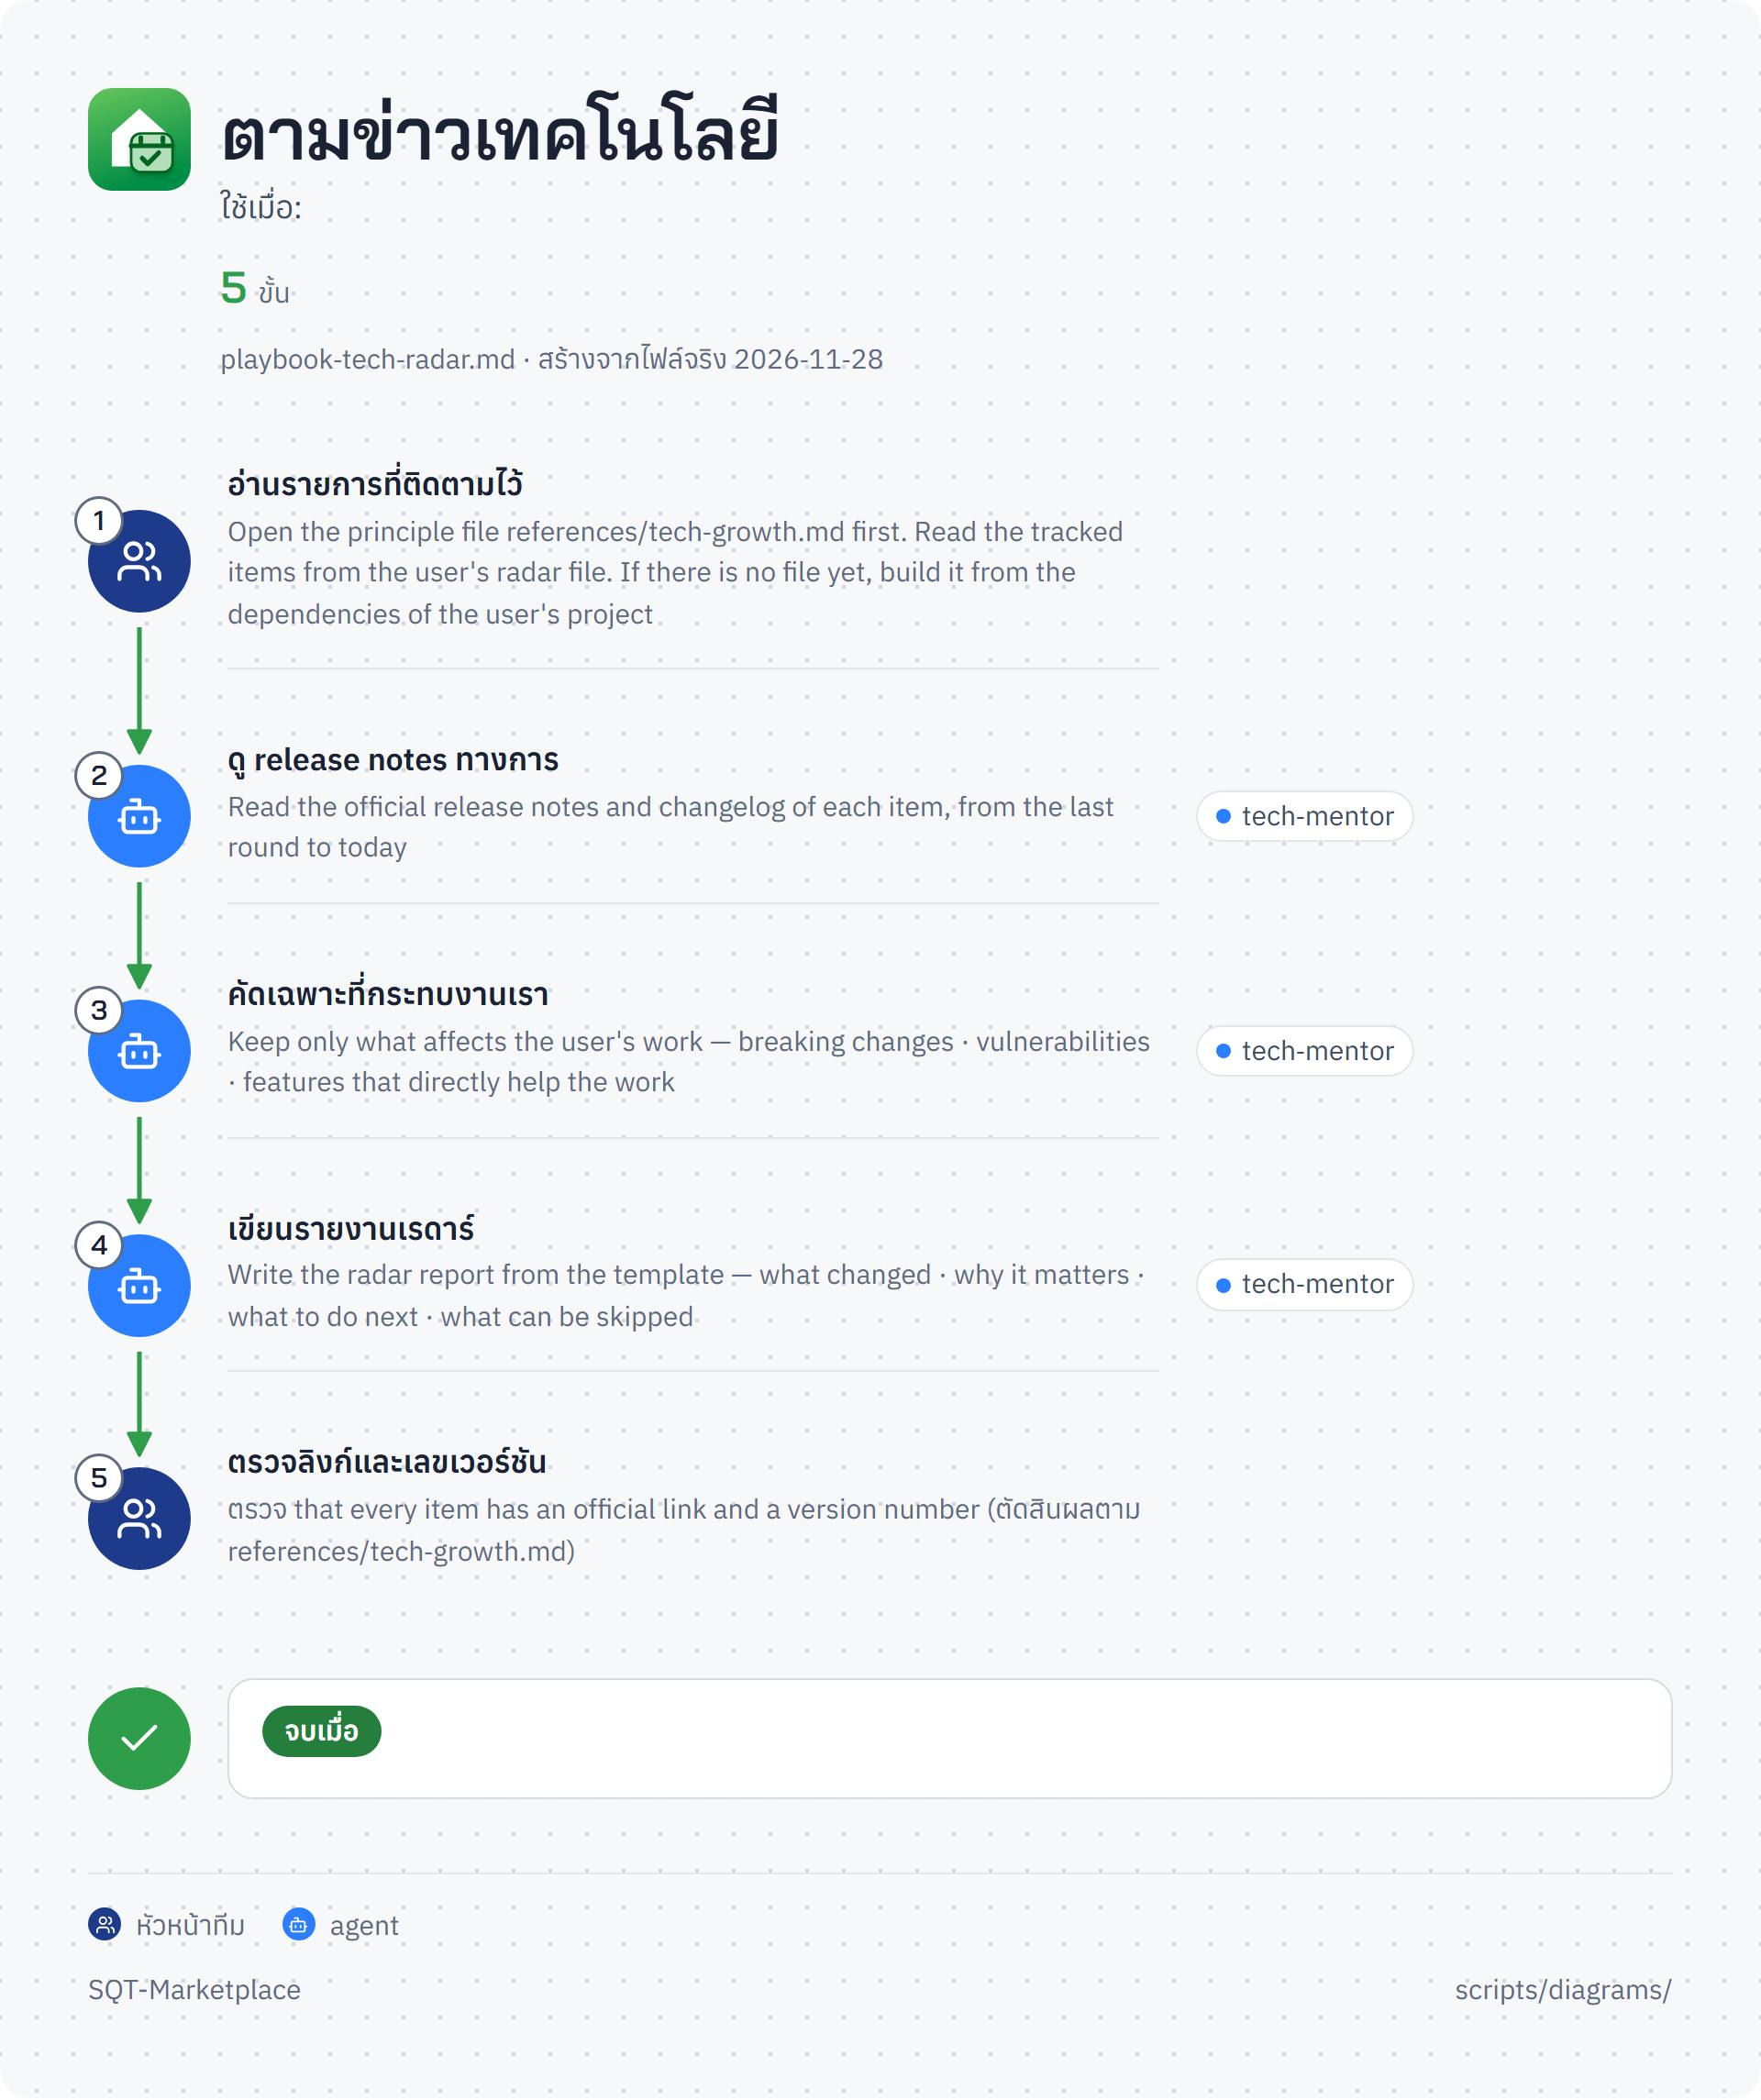 ตามข่าวเทคโนโลยี
ใช้เมื่อ:
5 ขั้น
playbook-tech-radar.md · สร้างจากไฟล์จริง 2026-11-28
1
อ่านรายการที่ติดตามไว้
Open the principle file references/tech-growth.md first. Read the tracked
items from the user's radar file. If there is no file yet, build it from the
dependencies of the user's project
2
ดู release notes ทางการ
Read the official release notes and changelog of each item, from the last
round to today
tech-mentor
3
คัดเฉพาะที่กระทบงานเรา
Keep only what affects the user's work — breaking changes · vulnerabilities
· features that directly help the work
tech-mentor
4
เขียนรายงานเรดาร์
Write the radar report from the template — what changed · why it matters ·
what to do next · what can be skipped
tech-mentor
5
ตรวจลิงก์และเลขเวอร์ชัน
ตรวจ that every item has an official link and a version number (ตัดสินผลตาม
references/tech-growth.md)
จบเมื่อ
หัวหน้าทีม agent
SQT-Marketplace scripts/diagrams/